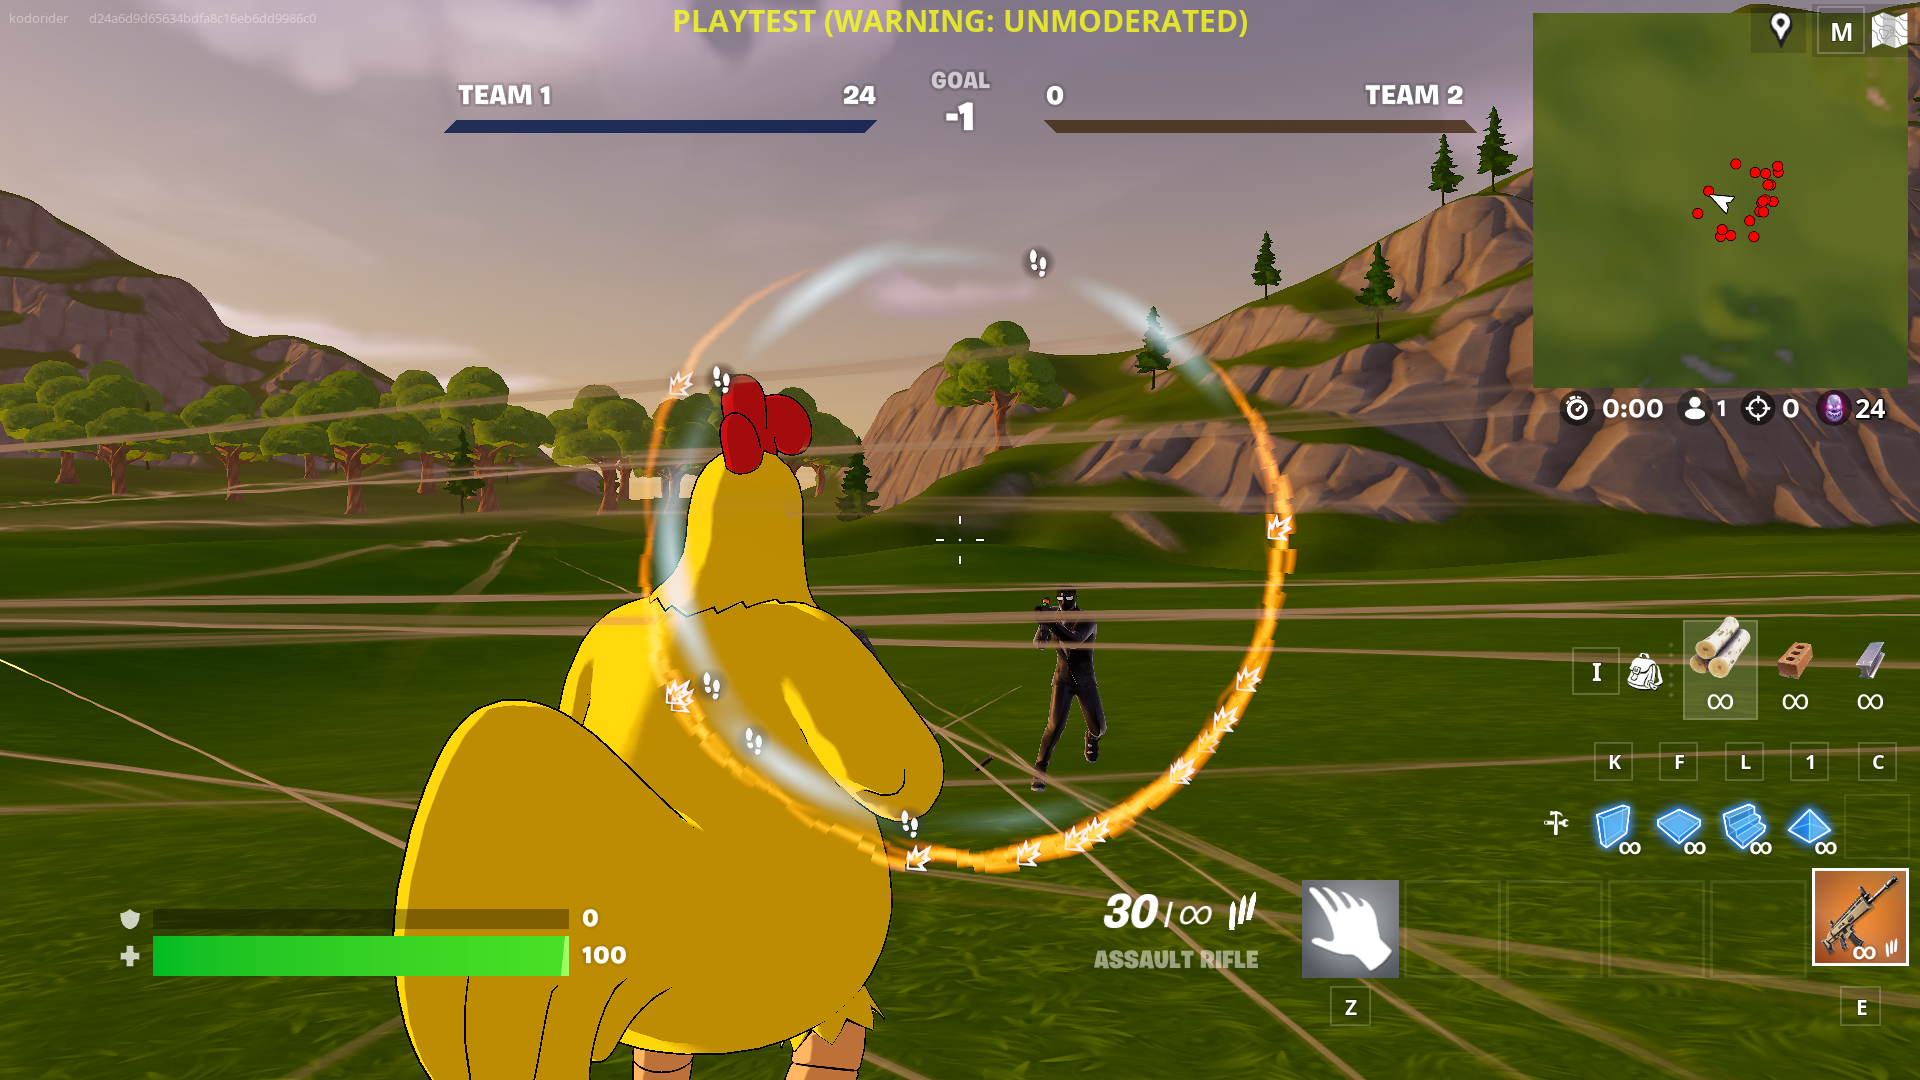 kodorider d24a6d9d65634bdfa8c16eb6dd9986c0
PLAYTEST (WARNING: UNMODERATED)
M
TEAM 1 24 GOAL 0 TEAM 2
-1
0:00 1 0 24
I
∞ ∞ ∞
K F L 1 C
∞ ∞ ∞ ∞
0
100
30/∞
ASSAULT RIFLE
∞
Z E